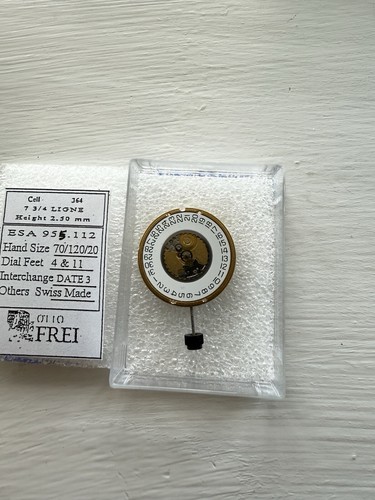 Cell 364
7 3/4 LIGNE
Height 2.50 mm
ESA 955.112
Hand Size 70/120/20
Dial Feet 4 & 11
Interchange DATE 3
Others Swiss Made
0110
FREI